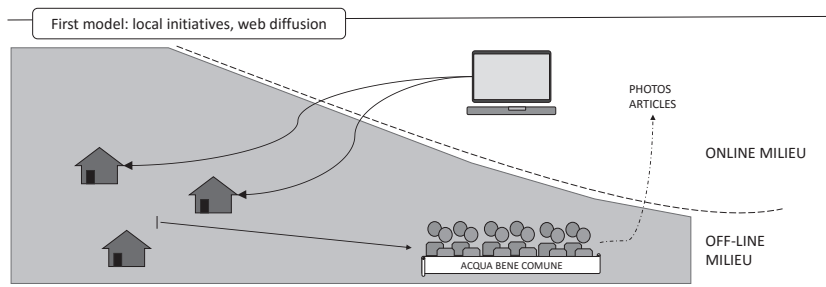 First model: local initiatives, web diffusion
PHOTOS
ARTICLES
ONLINE MILIEU
OFF-LINE
MILIEU
ACQUA BENE COMUNE